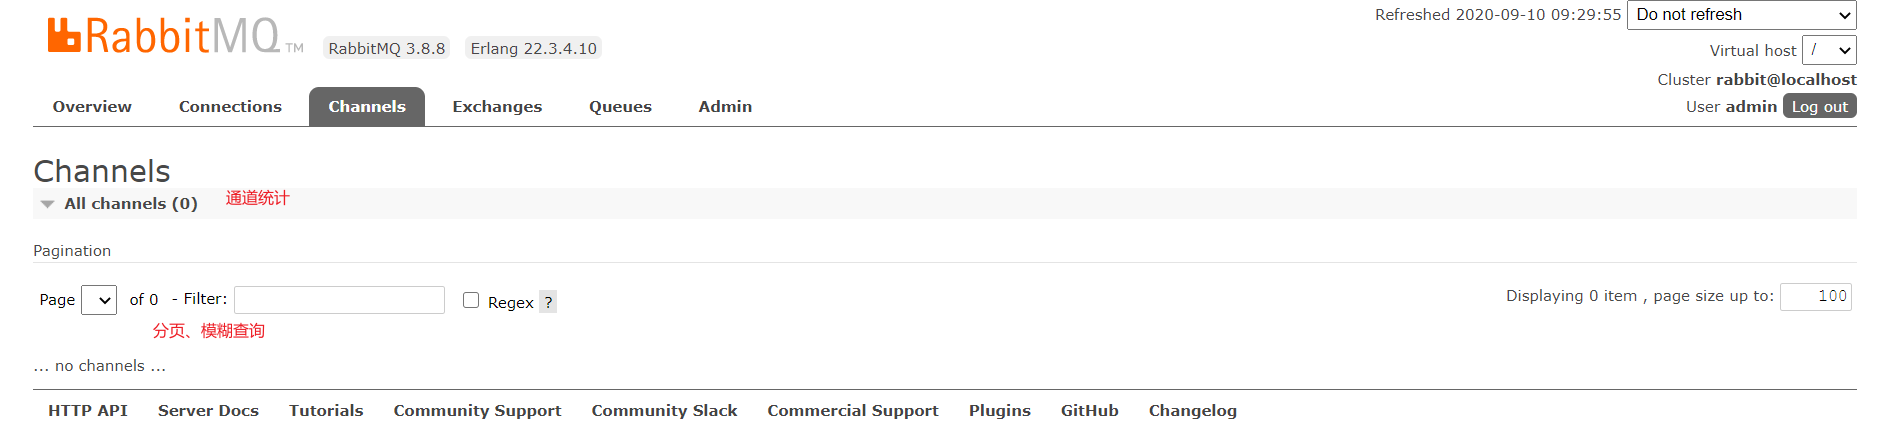 Refreshed 2020-09-10 09:29:55 Do not refresh
RabbitMQ TM RabbitMQ 3.8.8 Erlang 22.3.4.10
Virtual host /
Cluster rabbit@localhost
Overview Connections Channels Exchanges Queues Admin
User admin Log out
Channels
All channels (0) 通道统计
Pagination
Page of 0 - Filter: Regex ? Displaying 0 item , page size up to: 100
分页、模糊查询
... no channels ...
HTTP API Server Docs Tutorials Community Support Community Slack Commercial Support Plugins GitHub Changelog